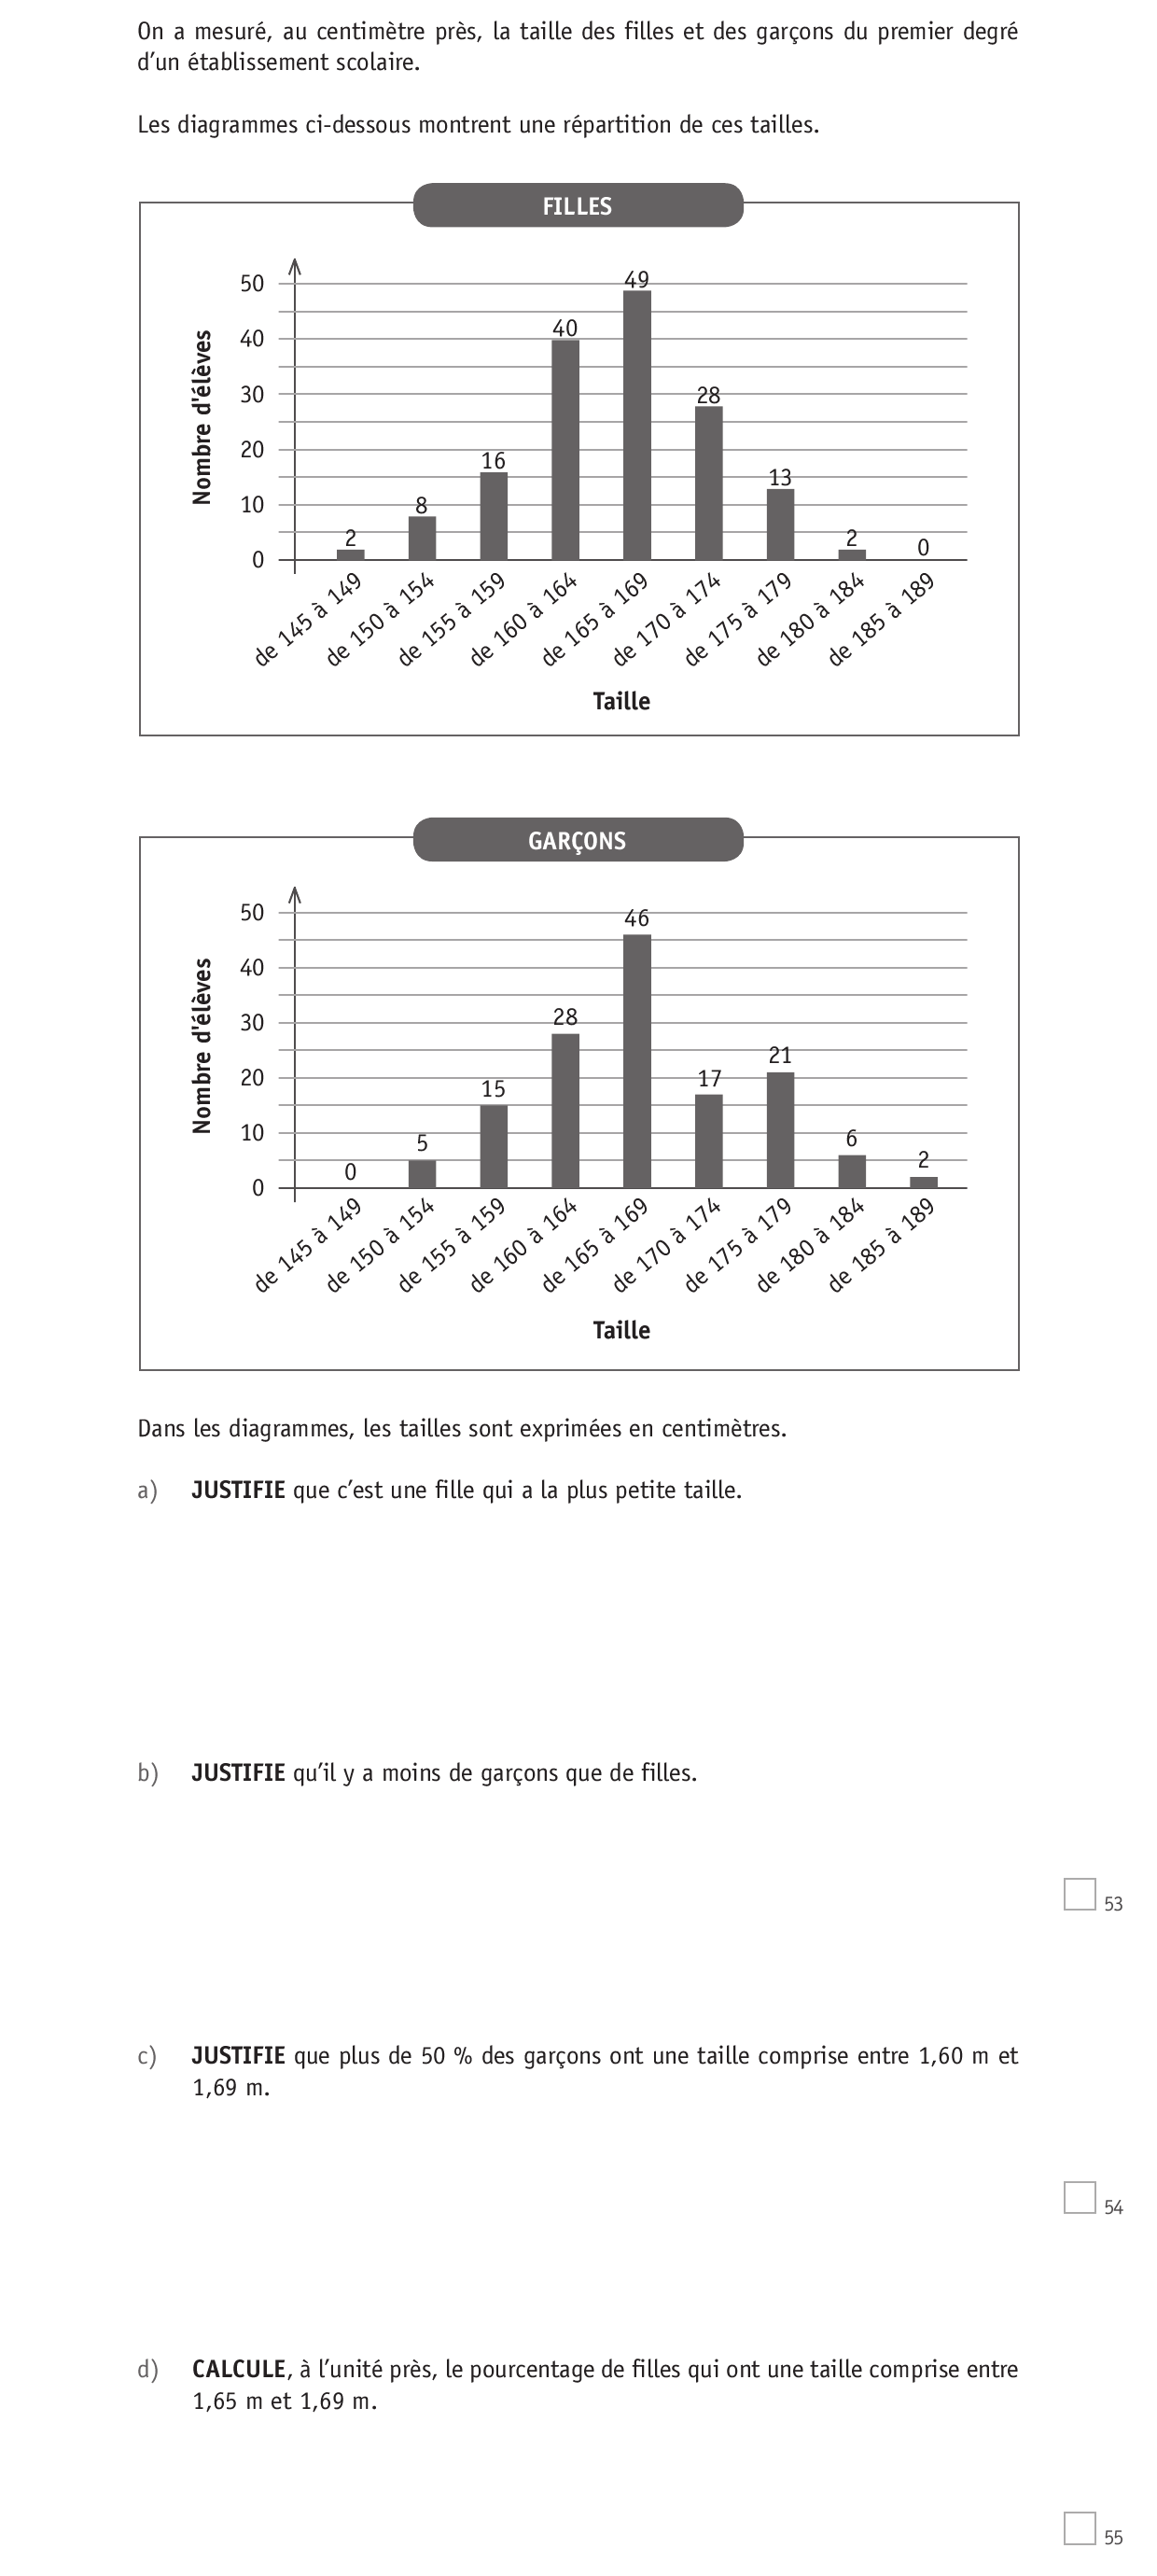 On a mesuré, au centimètre près, la taille des filles et des garçons du premier degré
d’un établissement scolaire.
Les diagrammes ci-dessous montrent une répartition de ces tailles.
FILLES
Nombre d'élèves
50
40
30
20
10
0
2
8
16
40
49
28
13
2
0
de 145 à 149
de 150 à 154
de 155 à 159
de 160 à 164
de 165 à 169
de 170 à 174
de 175 à 179
de 180 à 184
de 185 à 189
Taille
GARÇONS
Nombre d'élèves
50
40
30
20
10
0
0
5
15
28
46
17
21
6
2
de 145 à 149
de 150 à 154
de 155 à 159
de 160 à 164
de 165 à 169
de 170 à 174
de 175 à 179
de 180 à 184
de 185 à 189
Taille
Dans les diagrammes, les tailles sont exprimées en centimètres.
a) JUSTIFIE que c’est une fille qui a la plus petite taille.
b) JUSTIFIE qu’il y a moins de garçons que de filles.
53
c) JUSTIFIE que plus de 50 % des garçons ont une taille comprise entre 1,60 m et
1,69 m.
54
d) CALCULE, à l’unité près, le pourcentage de filles qui ont une taille comprise entre
1,65 m et 1,69 m.
55